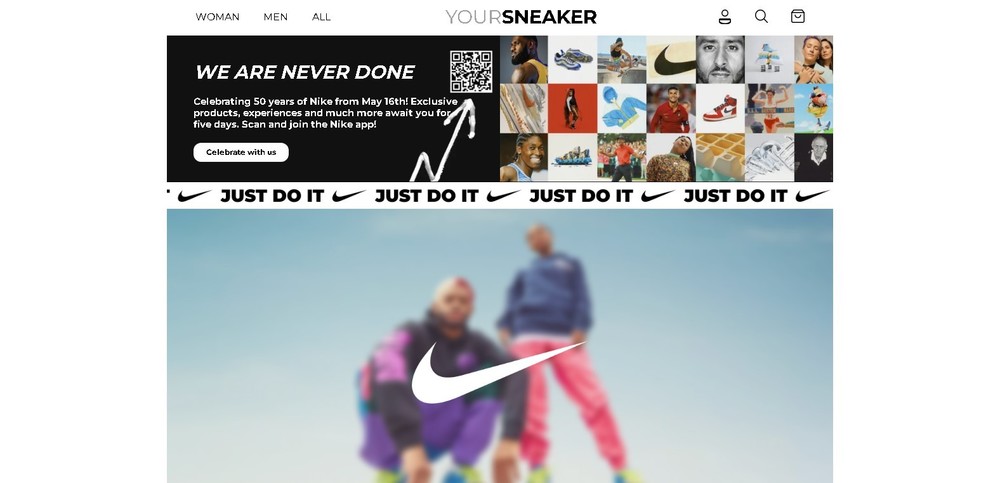 WOMAN MEN ALL YOURSNEAKER
WE ARE NEVER DONE
Celebrating 50 years of Nike from May 16th! Exclusive
products, experiences and much more await you for
five days. Scan and join the Nike app!
Celebrate with us
JUST DO IT JUST DO IT JUST DO IT JUST DO IT